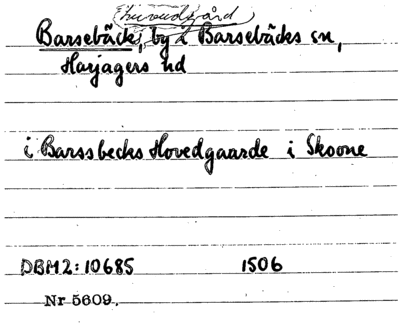 huvudgård
Barsebäck, by i Barsebäcks sn,
Harjagers hd
i Barssbecks Hovedgaarde i Skoone
DBM2:10685 1506
Nr 5609.